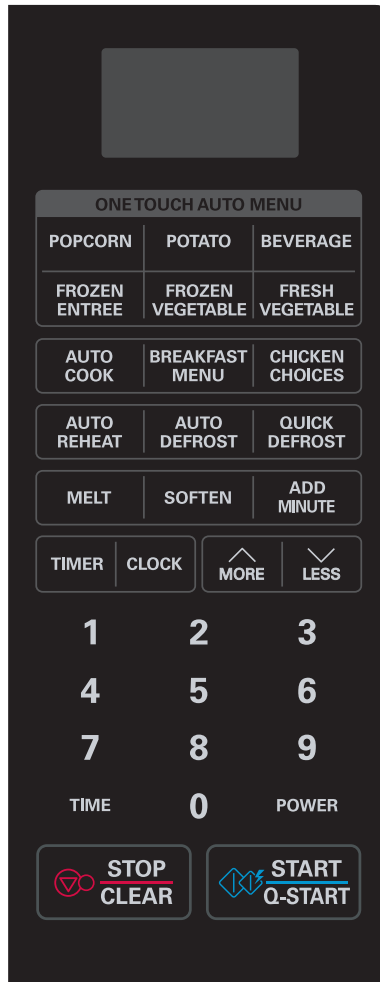 ONE TOUCH AUTO MENU
POPCORN POTATO BEVERAGE
FROZEN ENTREE FROZEN VEGETABLE FRESH VEGETABLE
AUTO COOK BREAKFAST MENU CHICKEN CHOICES
AUTO REHEAT AUTO DEFROST QUICK DEFROST
MELT SOFTEN ADD MINUTE
TIMER CLOCK MORE LESS
1 2 3
4 5 6
7 8 9
TIME 0 POWER
STOP CLEAR START Q-START